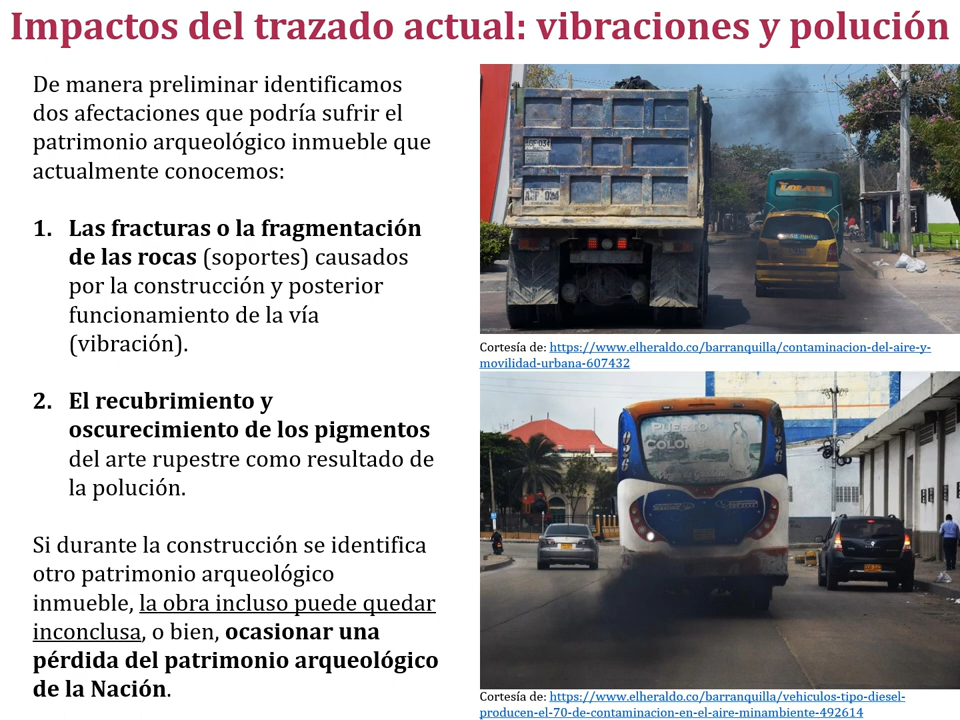 Impactos del trazado actual: vibraciones y polución
De manera preliminar identificamos
dos afectaciones que podría sufrir el
patrimonio arqueológico inmueble que
actualmente conocemos:
1. Las fracturas o la fragmentación
de las rocas (soportes) causados
por la construcción y posterior
funcionamiento de la vía
(vibración).
2. El recubrimiento y
oscurecimiento de los pigmentos
del arte rupestre como resultado de
la polución.
Si durante la construcción se identifica
otro patrimonio arqueológico
inmueble, la obra incluso puede quedar
inconclusa, o bien, ocasionar una
pérdida del patrimonio arqueológico
de la Nación.
LOLAYA
Cortesía de: https://www.elheraldo.co/barranquilla/contaminacion-del-aire-y-
movilidad-urbana-607432
PUERTO
COLOM
026
Cortesía de: https://www.elheraldo.co/barranquilla/vehiculos-tipo-diesel-
producen-el-70-de-contaminacion-en-el-aire-minambiente-492614